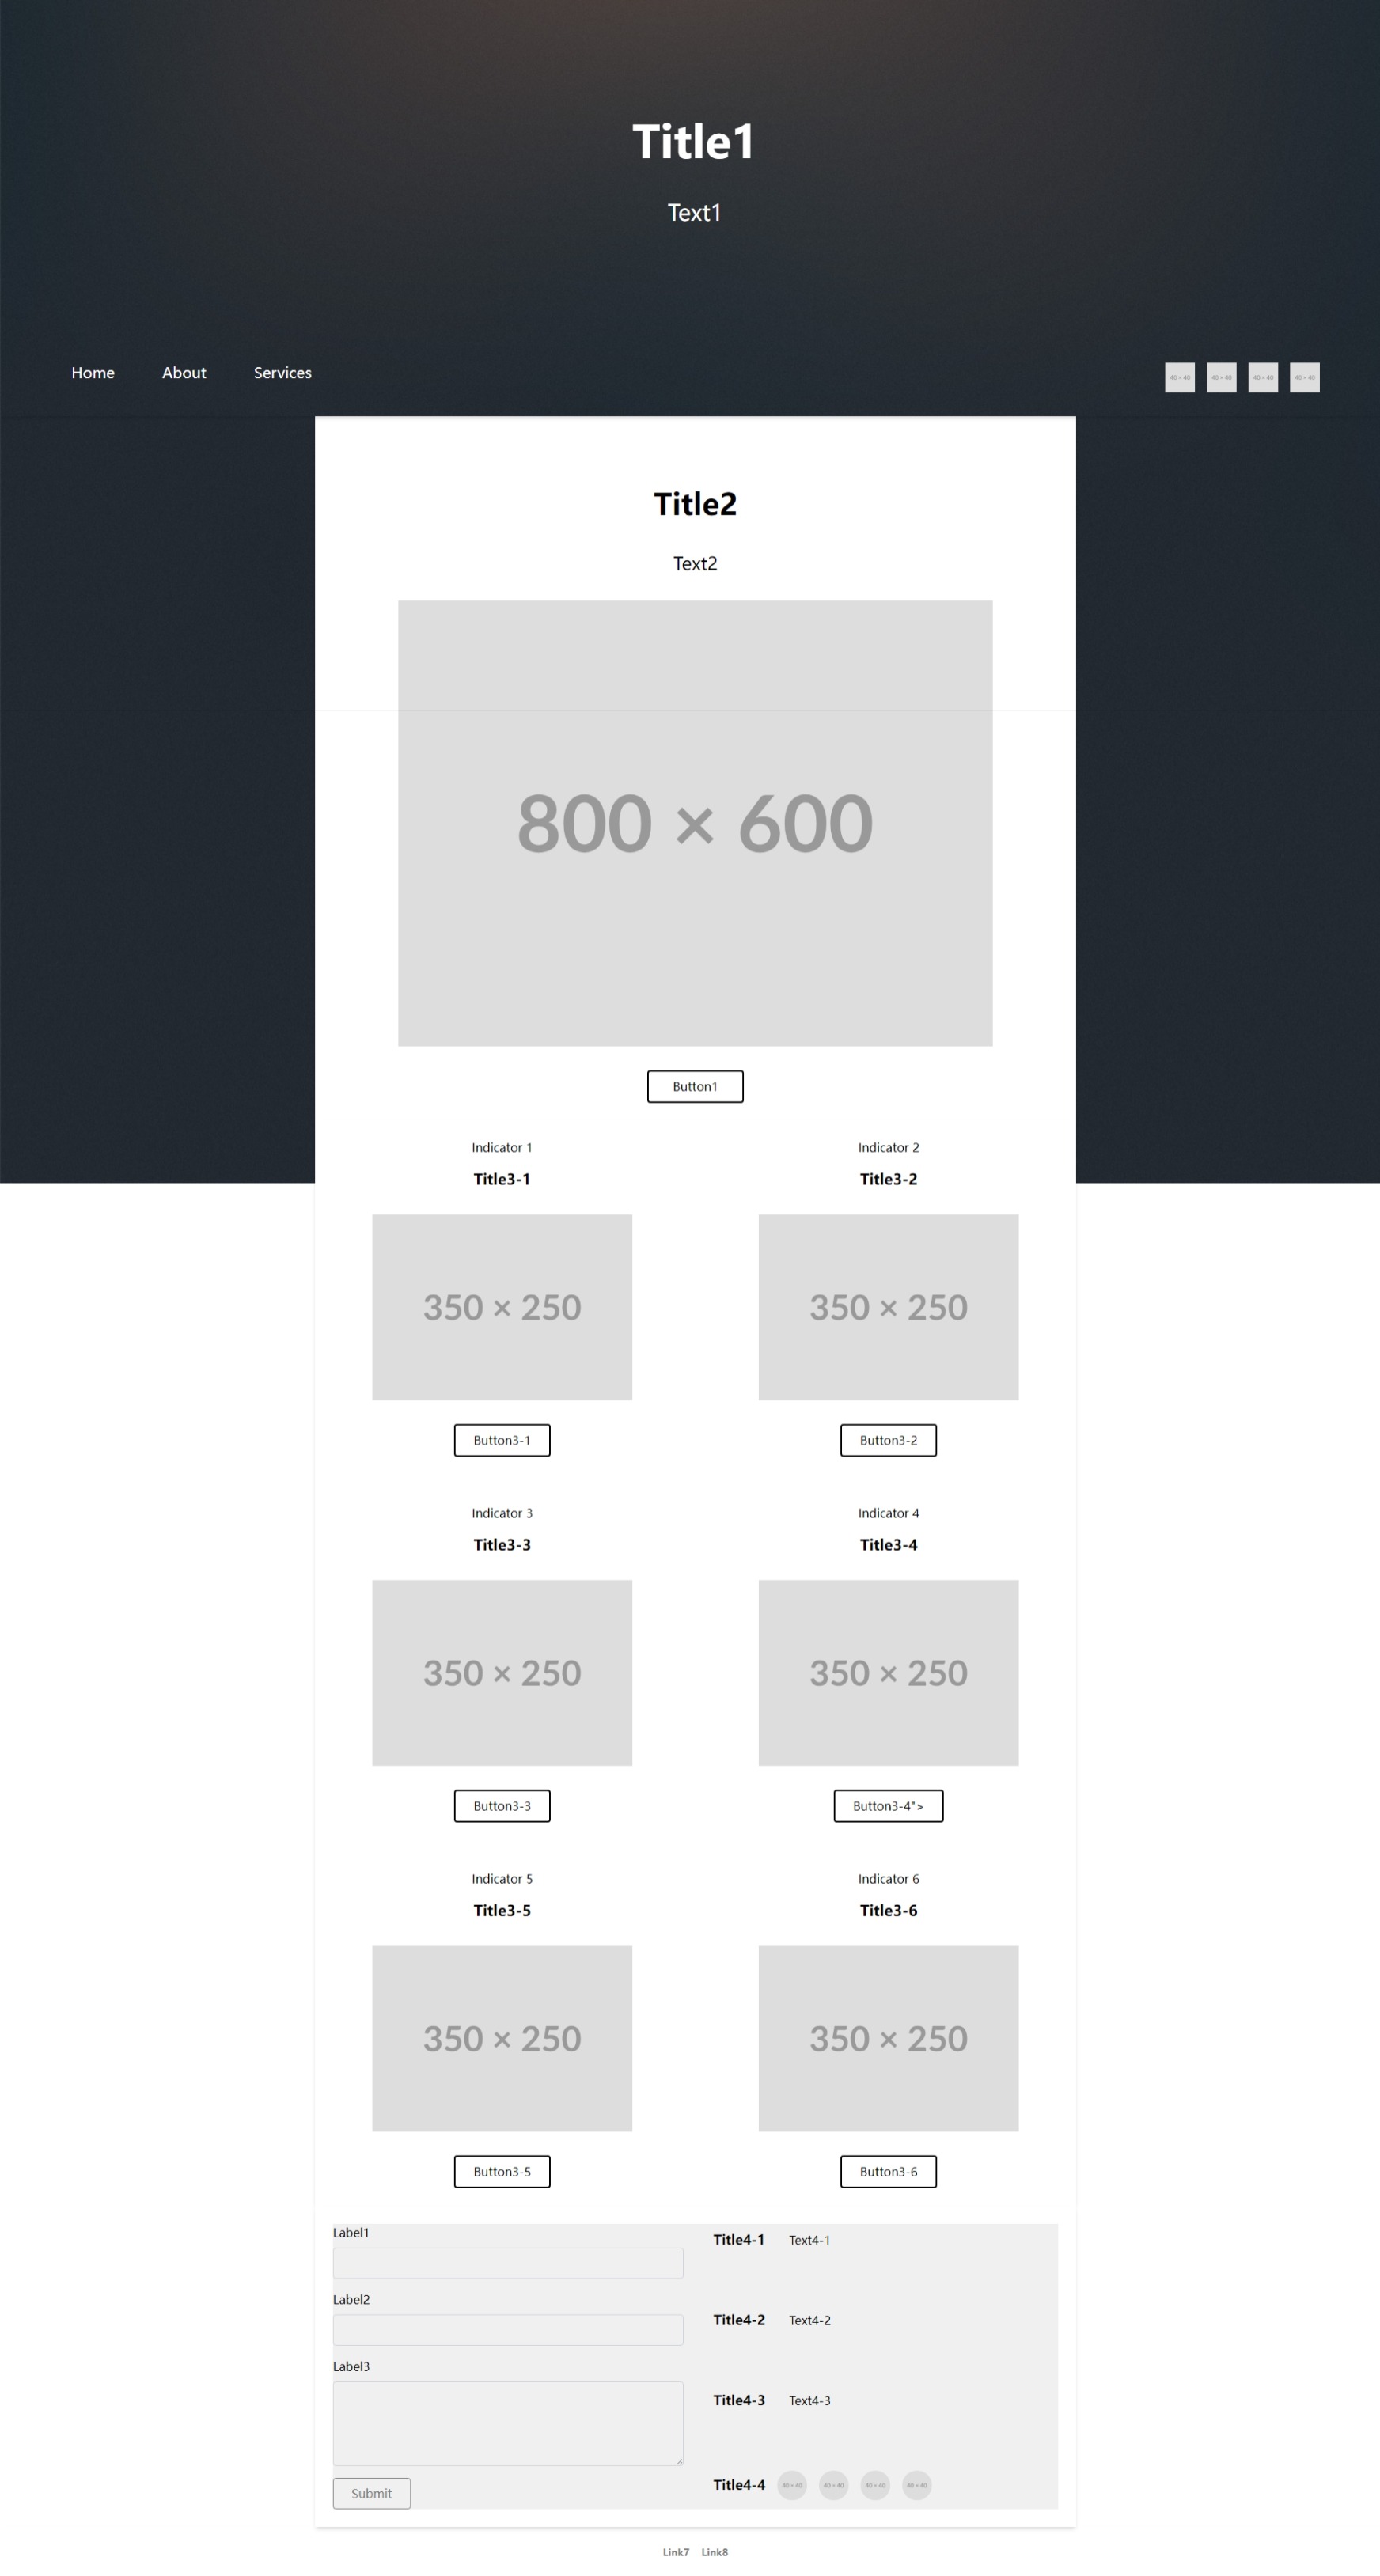 Title1
Text1
Home About Services
40 × 40 40 × 40 40 × 40 40 × 40
Title2
Text2
800 × 600
Button1
Indicator 1 Indicator 2
Title3-1 Title3-2
350 × 250 350 × 250
Button3-1 Button3-2
Indicator 3 Indicator 4
Title3-3 Title3-4
350 × 250 350 × 250
Button3-3 Button3-4">
Indicator 5 Indicator 6
Title3-5 Title3-6
350 × 250 350 × 250
Button3-5 Button3-6
Label1
Title4-1 Text4-1
Label2
Title4-2 Text4-2
Label3
Title4-3 Text4-3
Title4-4 40 × 40 40 × 40 40 × 40 40 × 40
Submit
Link7 Link8